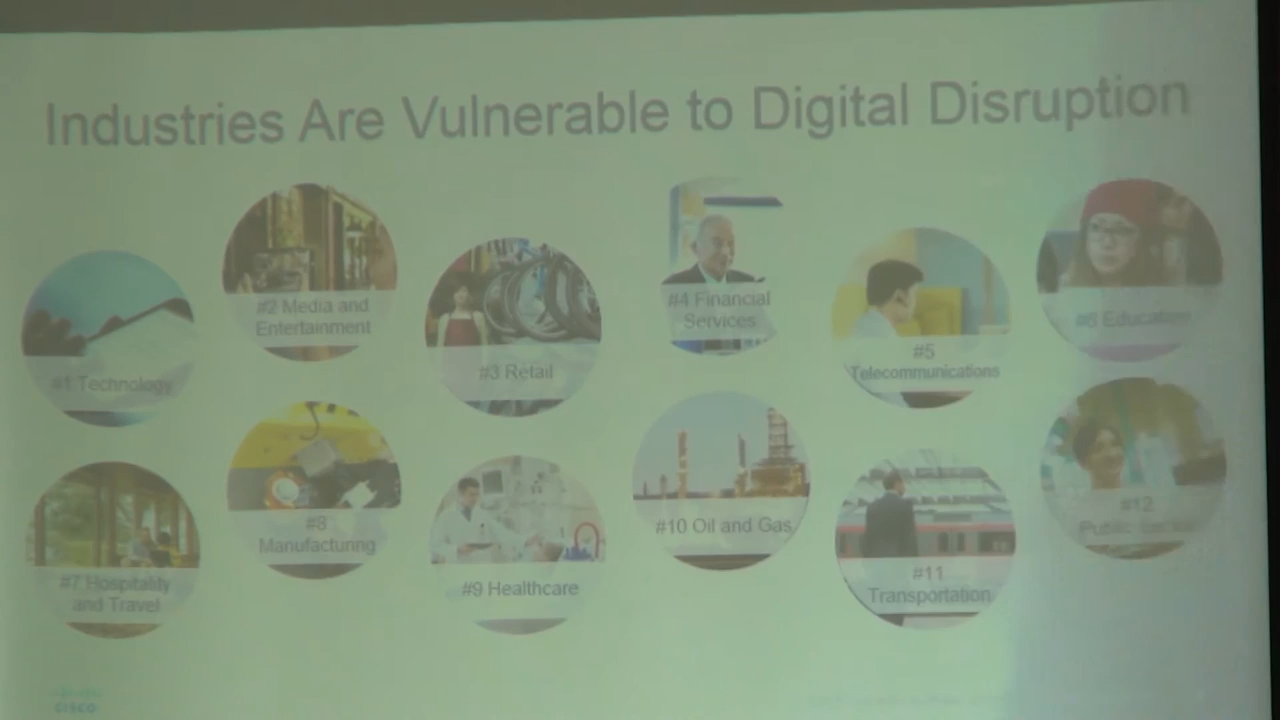 Industries Are Vulnerable to Digital Disruption
#1 Technology
#2 Media and
Entertainment
#3 Retail
#4 Financial
Services
#5
Telecommunications
#6 Education
#7 Hospitality
and Travel
#8
Manufacturing
#9 Healthcare
#10 Oil and Gas
#11
Transportation
#12
Public
CISCO